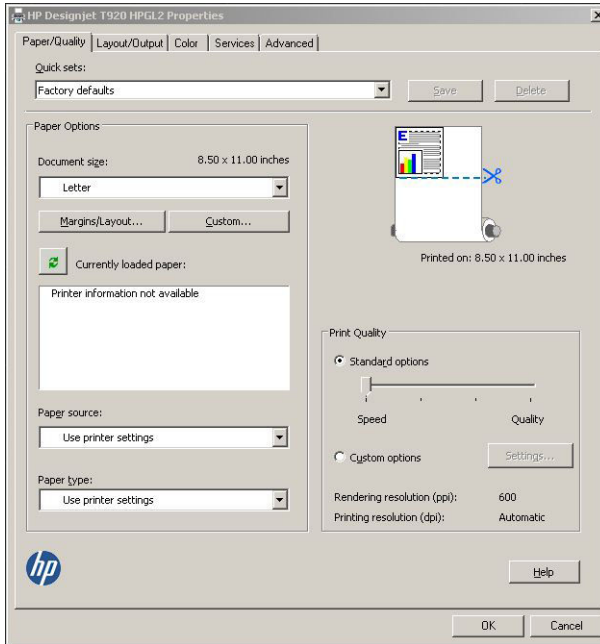 HP Designjet T920 HPGL2 Properties
Paper/Quality Layout/Output Color Services Advanced
Quick sets:
Factory defaults
Save Delete
Paper Options
Document size: 8.50 x 11.00 inches
Letter
Margins/Layout... Custom...
Currently loaded paper:
Printer information not available
Paper source:
Use printer settings
Paper type:
Use printer settings
E
Printed on: 8.50 x 11.00 inches
Print Quality
Standard options
Speed Quality
Custom options Settings...
Rendering resolution (ppi): 600
Printing resolution (dpi): Automatic
hp
Help
OK Cancel